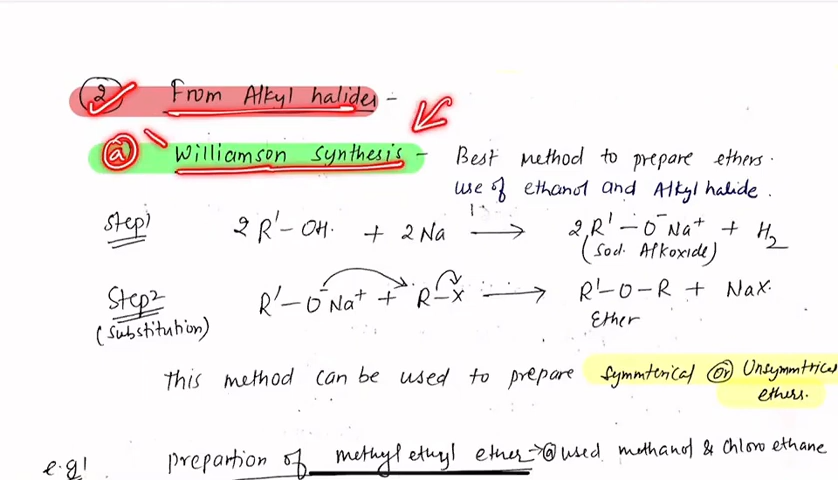 ② From Alkyl halides -
ⓐ Williamson Synthesis - Best method to prepare ethers.
use of ethanol and Alkyl halide.
Step1 2R'-OH. + 2Na ⟶ 2R'-O⁻Na⁺ + H₂
(Sod. Alkoxide)
Step2 R'-O⁻Na⁺ + R-X ⟶ R'-O-R + NaX.
(Substitution) Ether
This method can be used to prepare symmterical or Unsymmtrical
ethers.
e.g! prepartion of methyl ethyl ether → ⓐ used methanol & chloro ethane